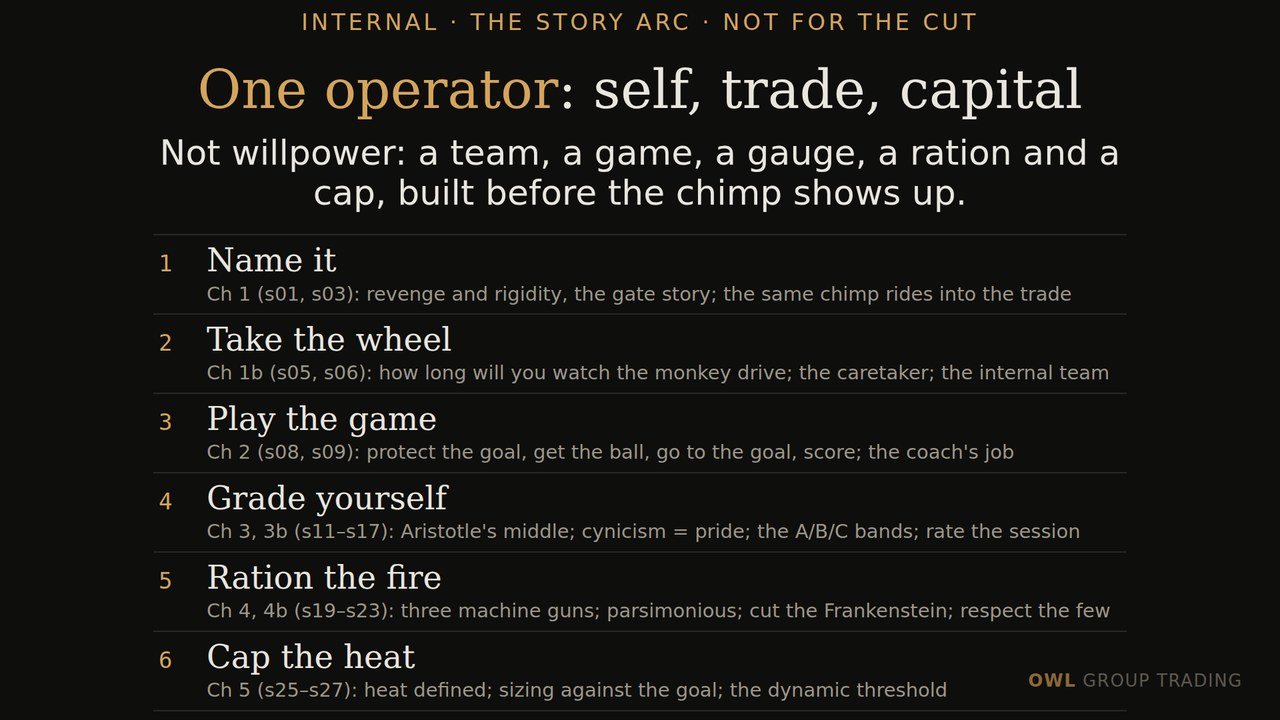 INTERNAL · THE STORY ARC · NOT FOR THE CUT
One operator: self, trade, capital
Not willpower: a team, a game, a gauge, a ration and a
cap, built before the chimp shows up.
1 Name it
Ch 1 (s01, s03): revenge and rigidity, the gate story; the same chimp rides into the trade
2 Take the wheel
Ch 1b (s05, s06): how long will you watch the monkey drive; the caretaker; the internal team
3 Play the game
Ch 2 (s08, s09): protect the goal, get the ball, go to the goal, score; the coach's job
4 Grade yourself
Ch 3, 3b (s11–s17): Aristotle's middle; cynicism = pride; the A/B/C bands; rate the session
5 Ration the fire
Ch 4, 4b (s19–s23): three machine guns; parsimonious; cut the Frankenstein; respect the few
6 Cap the heat
Ch 5 (s25–s27): heat defined; sizing against the goal; the dynamic threshold
OWL GROUP TRADING